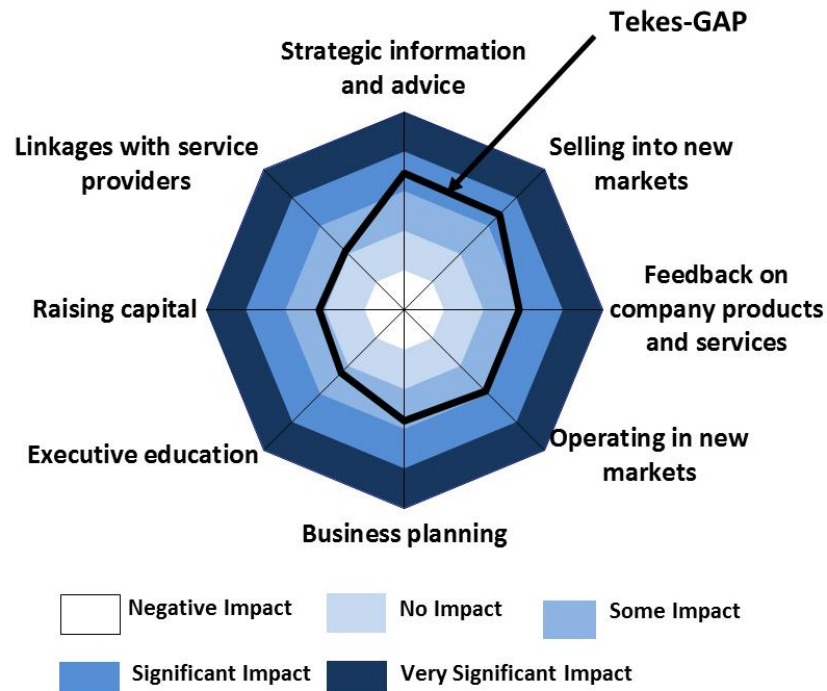 Tekes-GAP
Strategic information
and advice
Linkages with service
providers
Selling into new
markets
Raising capital
Feedback on
company products
and services
Executive education
Operating in new
markets
Business planning
Negative Impact
No Impact
Some Impact
Significant Impact
Very Significant Impact